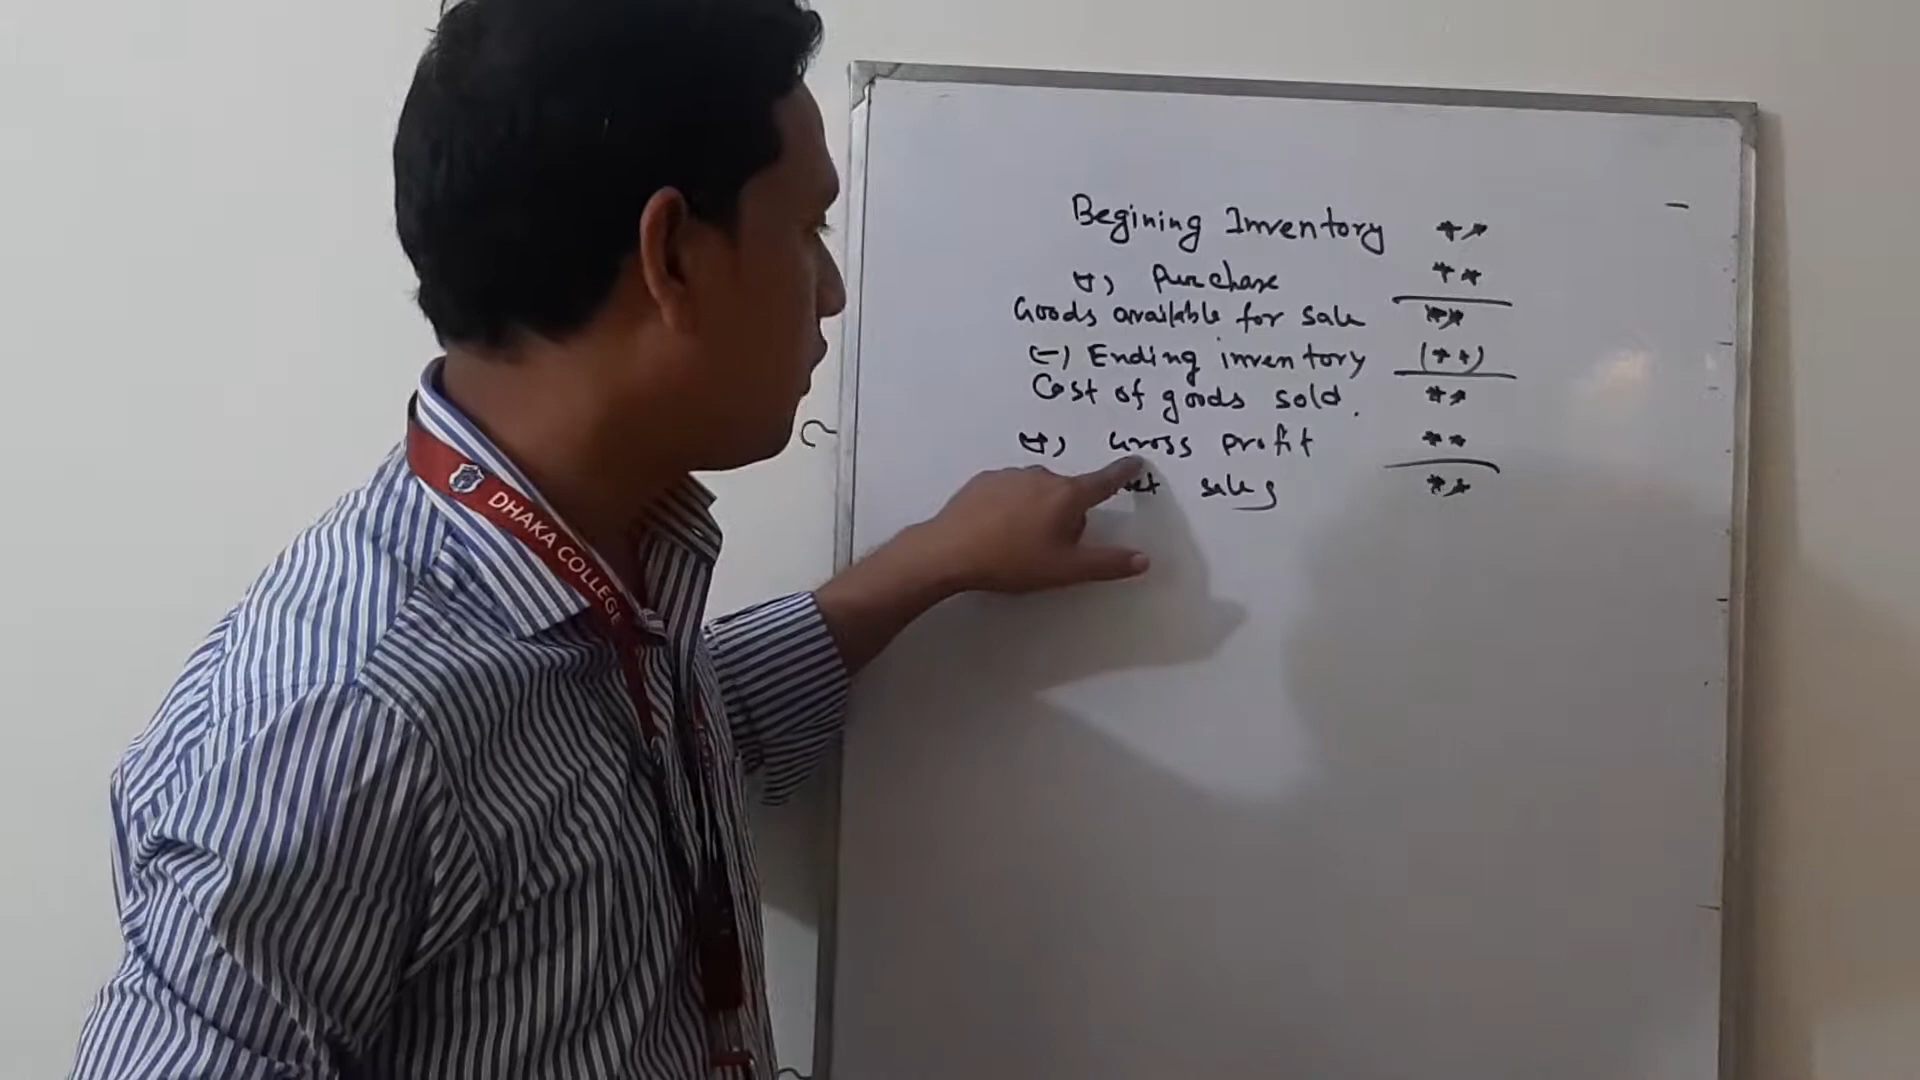 Begining Inventory **
(+) Purchase **
Goods available for sale **
(-) Ending inventory (**)
Cost of goods sold. **
(+) Gross profit **
Net sales **
DHAKA COLLEGE